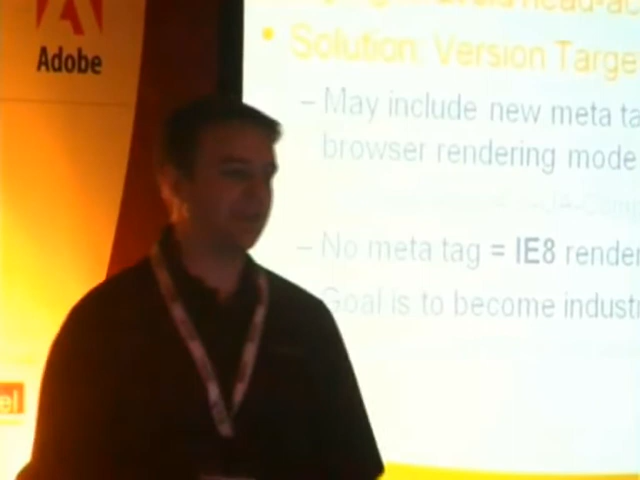 Adobe
Solution: Version Targe
– May include new meta ta
browser rendering mode
– No meta tag = IE8 render
Goal is to become industr
el